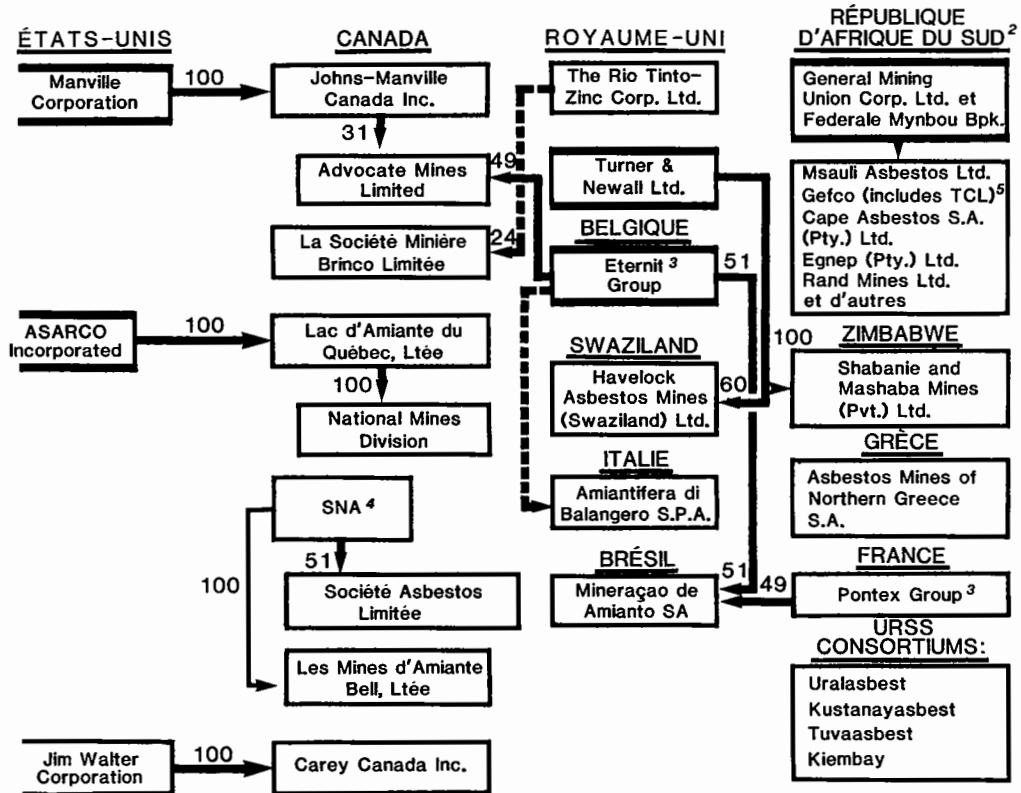 ÉTATS-UNIS
Manville
Corporation
100
CANADA
Johns-Manville
Canada Inc.
31
Advocate Mines
Limited
49
La Société Minière
Brinco Limitée
24
ASARCO
Incorporated
100
Lac d'Amiante du
Québec, Ltée
100
National Mines
Division
SNA 4
51
100
Société Asbestos
Limitée
Les Mines d'Amiante
Bell, Ltée
Jim Walter
Corporation
100
Carey Canada Inc.
ROYAUME-UNI
The Rio Tinto-
Zinc Corp. Ltd.
Turner &
Newall Ltd.
BELGIQUE
Eternit 3
Group
51
SWAZILAND
Havelock
Asbestos Mines
(Swaziland) Ltd.
60
100
ITALIE
Amiantifera di
Balangero S.P.A.
BRÉSIL
Mineraçao de
Amianto SA
51
49
RÉPUBLIQUE
D'AFRIQUE DU SUD 2
General Mining
Union Corp. Ltd. et
Federale Mynbou Bpk.
Msauli Asbestos Ltd.
Gefco (includes TCL) 5
Cape Asbestos S.A.
(Pty.) Ltd.
Egnep (Pty.) Ltd.
Rand Mines Ltd.
et d'autres
ZIMBABWE
Shabanie and
Mashaba Mines
(Pvt.) Ltd.
GRÈCE
Asbestos Mines of
Northern Greece
S.A.
FRANCE
Pontex Group 3
URSS
CONSORTIUMS:
Uralasbest
Kustanayasbest
Tuvaasbest
Kiembay